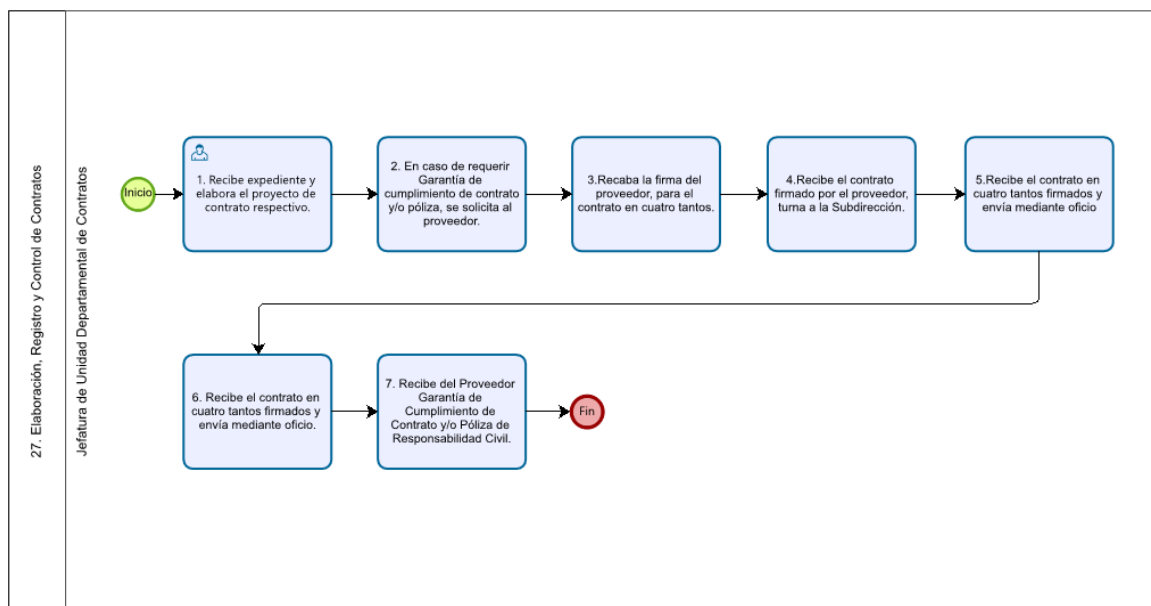 27. Elaboración, Registro y Control de Contratos
Jefatura de Unidad Departamental de Contratos
Inicio
1. Recibe expediente y
elabora el proyecto de
contrato respectivo.
2. En caso de requerir
Garantía de
cumplimiento de contrato
y/o póliza, se solicita al
proveedor.
3.Recaba la firma del
proveedor, para el
contrato en cuatro tantos.
4.Recibe el contrato
firmado por el proveedor,
turna a la Subdirección.
5.Recibe el contrato en
cuatro tantos firmados y
envía mediante oficio
6. Recibe el contrato en
cuatro tantos firmados y
envía mediante oficio.
7. Recibe del Proveedor
Garantía de
Cumplimiento de
Contrato y/o Póliza de
Responsabilidad Civil.
Fin